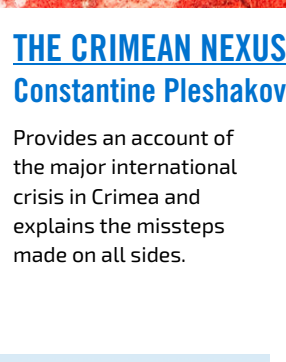 THE CRIMEAN NEXUS
Constantine Pleshakov
Provides an account of
the major international
crisis in Crimea and
explains the missteps
made on all sides.